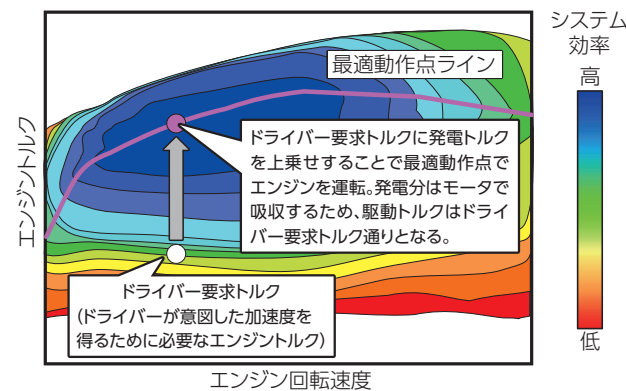 システム
効率
高
最適動作点ライン
エンジントルク
ドライバー要求トルクに発電トルク
を上乗せすることで最適動作点で
エンジンを運転。発電分はモータで
吸収するため、駆動トルクはドライ
バー要求トルク通りとなる。
ドライバー要求トルク
(ドライバーが意図した加速度を
得るために必要なエンジントルク)
低
エンジン回転速度